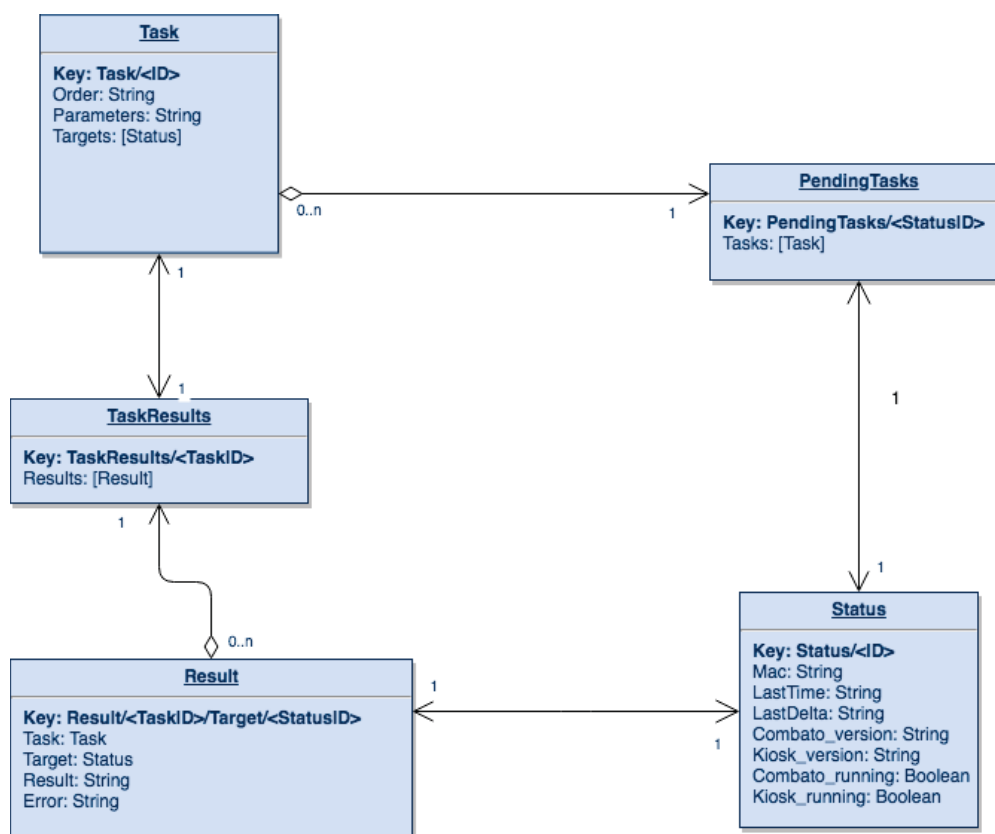 Task
Key: Task/<ID>
Order: String
Parameters: String
Targets: [Status]
0..n
1
PendingTasks
Key: PendingTasks/<StatusID>
Tasks: [Task]
1
1
1
1
TaskResults
Key: TaskResults/<TaskID>
Results: [Result]
1
0..n
1
Status
Key: Status/<ID>
Mac: String
LastTime: String
LastDelta: String
Combato_version: String
Kiosk_version: String
Combato_running: Boolean
Kiosk_running: Boolean
Result
Key: Result/<TaskID>/Target/<StatusID>
Task: Task
Target: Status
Result: String
Error: String
1
1